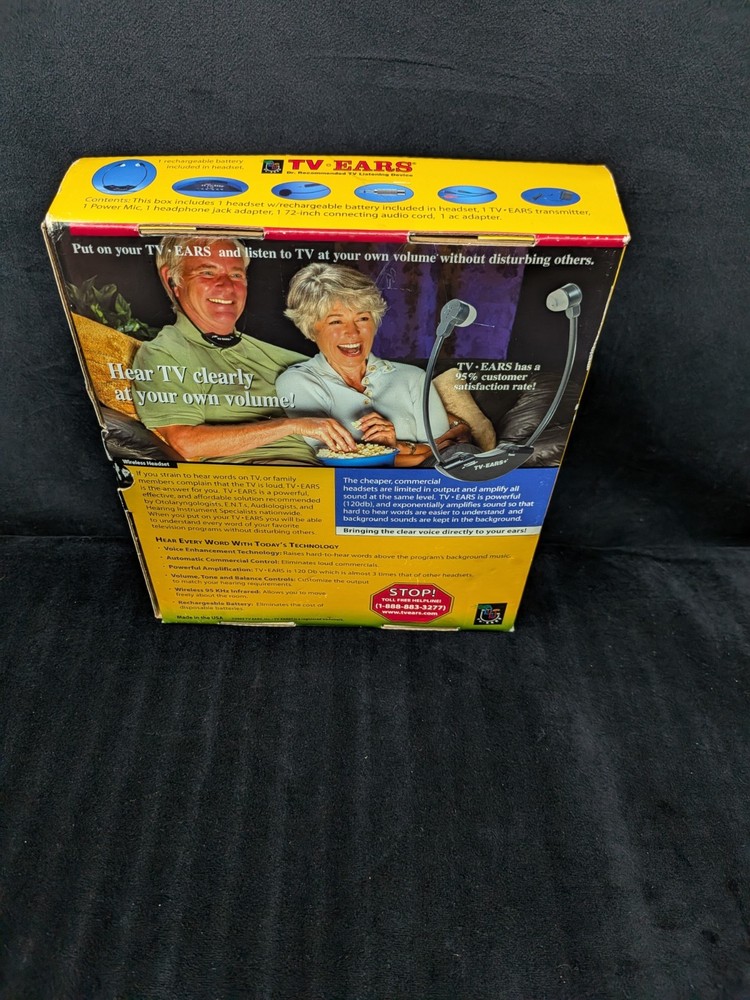 1 rechargeable battery
included in headset.
TV·EARS®
Dr. Recommended TV Listening Device
Contents: This box includes 1 headset w/rechargeable battery included in headset, 1 TV·EARS transmitter,
1 Power Mic, 1 headphone jack adapter, 1 72-inch connecting audio cord, 1 ac adapter.
Put on your TV·EARS and listen to TV at your own volume without disturbing others.
Hear TV clearly
at your own volume!
TV·EARS has a
95% customer
satisfaction rate!
TV·EARS
Wireless Headset
If you strain to hear words on TV, or family
members complain that the TV is loud, TV·EARS
is the answer for you. TV·EARS is a powerful,
effective, and affordable solution recommended
by Otolaryngologists, E.N.T.s, Audiologists, and
Hearing Instrument Specialists nationwide.
When you put on your TV·EARS you will be able
to understand every word of your favorite
television programs without disturbing others.
The cheaper, commercial
headsets are limited in output and amplify all
sound at the same level. TV·EARS is powerful
(120db), and exponentially amplifies sound so that
hard to hear words are easier to understand and
background sounds are kept in the background.
Bringing the clear voice directly to your ears!
Hear Every Word With Today's Technology
· Voice Enhancement Technology: Raises hard-to-hear words above the program's background music.
· Automatic Commercial Control: Eliminates loud commercials.
· Powerful Amplification: TV·EARS is 120 Db which is almost 3 times that of other headsets.
· Volume, Tone and Balance Controls: Customize the output
to match your hearing requirements.
· Wireless 95 KHz Infrared: Allows you to move
freely about the room.
· Rechargeable Battery: Eliminates the cost of
disposable batteries.
STOP!
TOLL FREE HELPLINE!
(1-888-883-3277)
www.tvears.com
Made in the USA